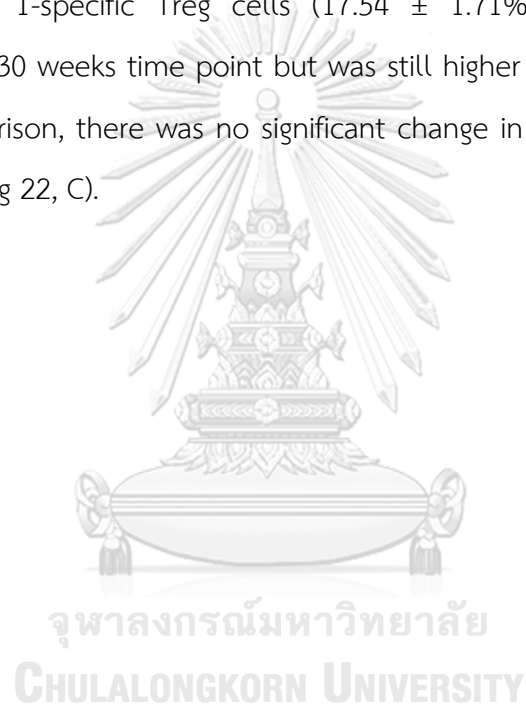 1-specific Treg cells (17.54 ± 1.71%
30 weeks time point but was still higher
rison, there was no significant change in
g 22, C).
จุฬาลงกรณ์มหาวิทยาลัย
CHULALONGKORN UNIVERSITY